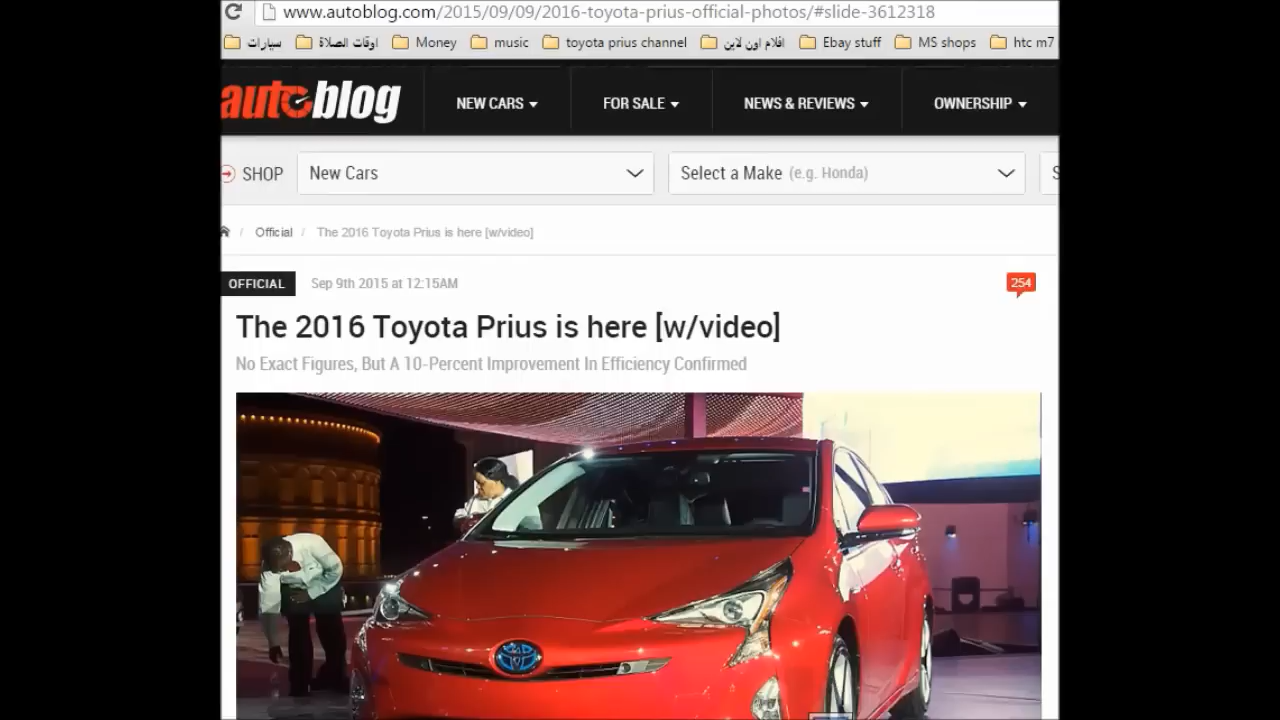 www.autoblog.com/2015/09/09/2016-toyota-prius-official-photos/#slide-3612318
سيارات اوقات الصلاة Money music toyota prius channel افلام اون لاين Ebay stuff MS shops htc m7
autoblog NEW CARS FOR SALE NEWS & REVIEWS OWNERSHIP
SHOP New Cars Select a Make (e.g. Honda) S
/ Official / The 2016 Toyota Prius is here [w/video]
OFFICIAL Sep 9th 2015 at 12:15AM 254
The 2016 Toyota Prius is here [w/video]
No Exact Figures, But A 10-Percent Improvement In Efficiency Confirmed